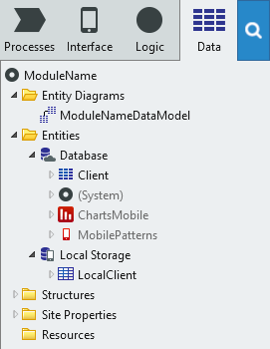 Processes Interface Logic Data
ModuleName
Entity Diagrams
ModuleNameDataModel
Entities
Database
Client
(System)
ChartsMobile
MobilePatterns
Local Storage
LocalClient
Structures
Site Properties
Resources